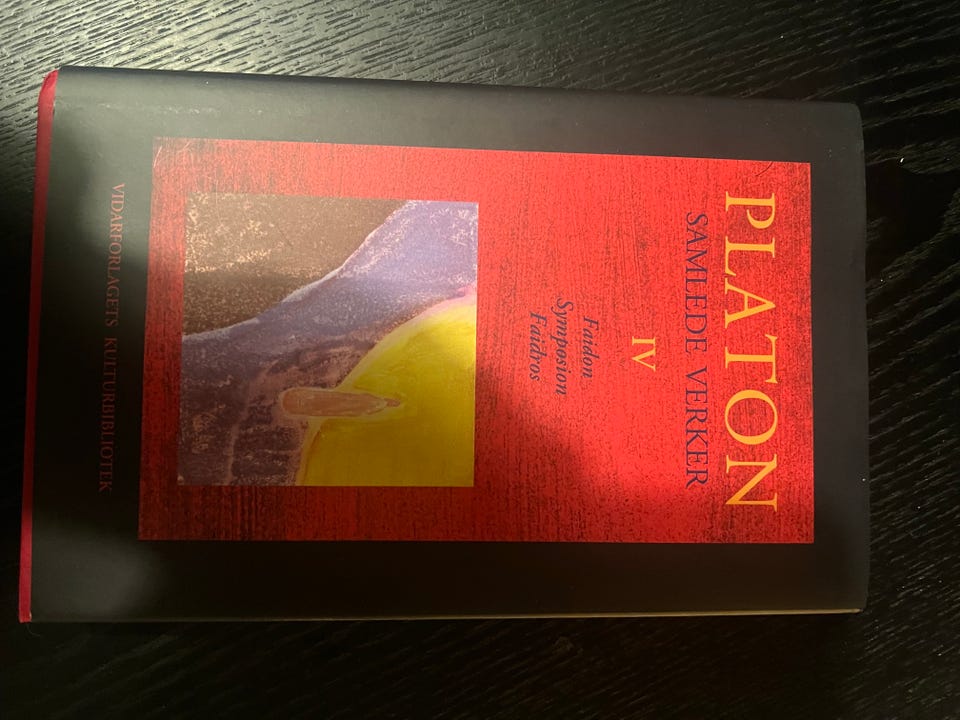 PLATON
SAMLEDE VERKER
IV
Faidon
Symposion
Faidros
VIDARFORLAGETS KULTURBIBLIOTEK